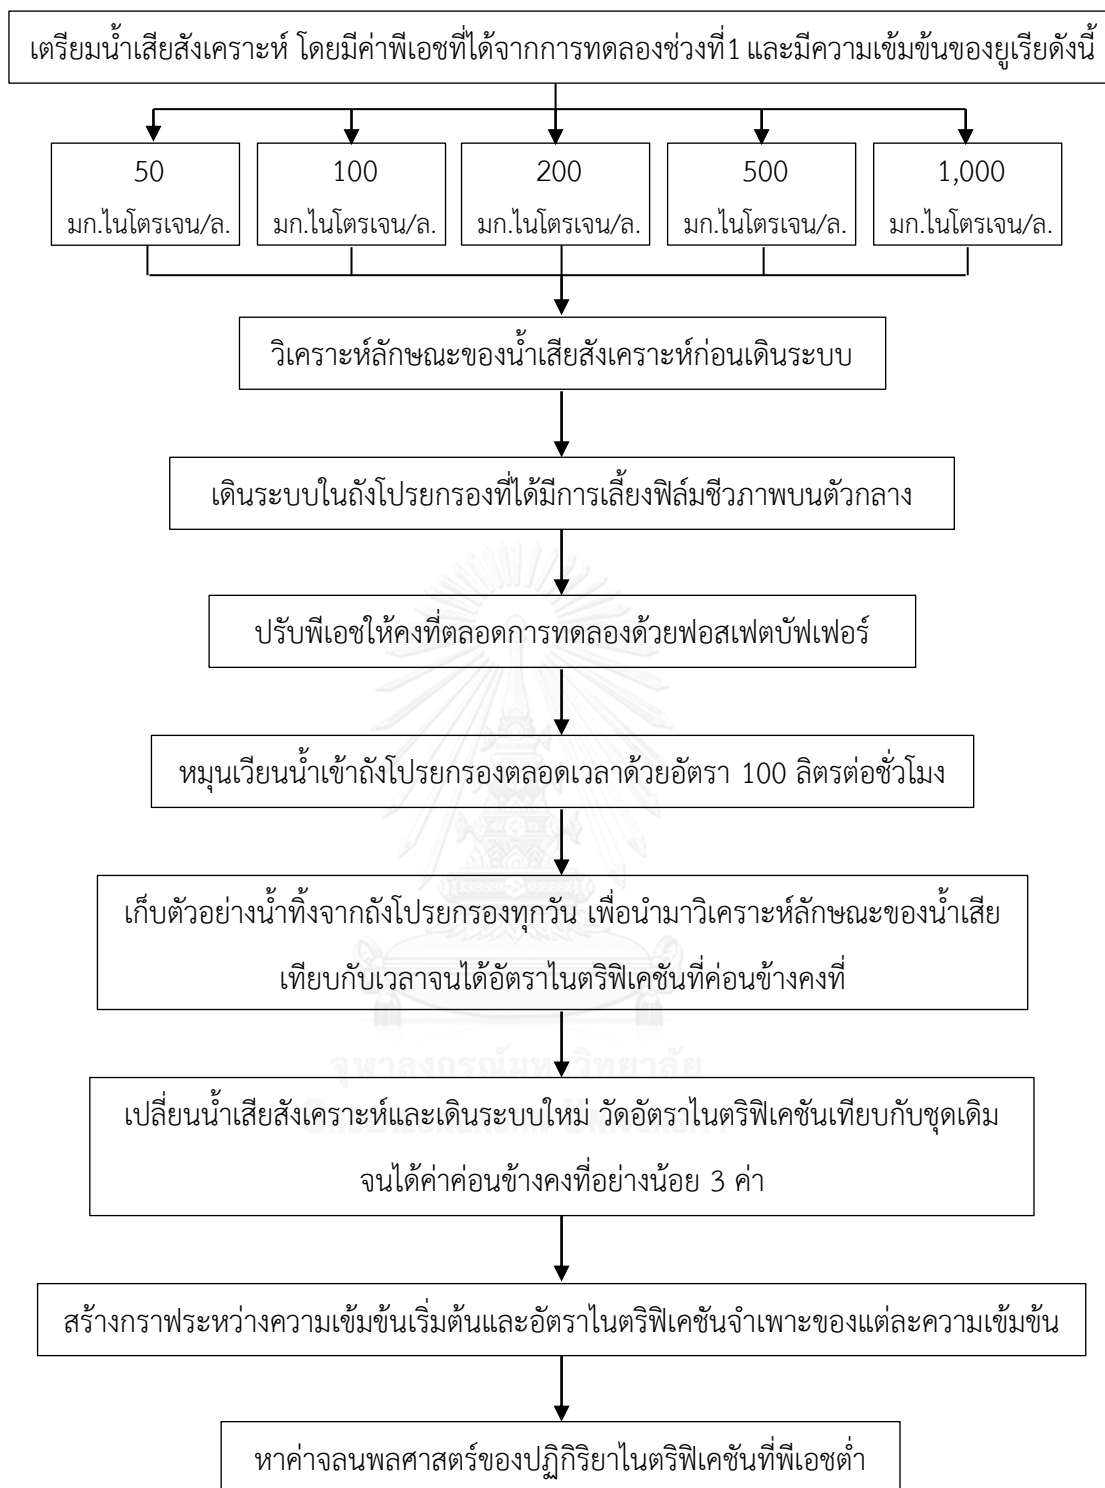 เตรียมน้ำเสียสังเคราะห์ โดยมีค่าพีเอชที่ได้จากการทดลองช่วงที่1 และมีความเข้มข้นของยูเรียดังนี้
50
มก.ไนโตรเจน/ล.
100
มก.ไนโตรเจน/ล.
200
มก.ไนโตรเจน/ล.
500
มก.ไนโตรเจน/ล.
1,000
มก.ไนโตรเจน/ล.
วิเคราะห์ลักษณะของน้ำเสียสังเคราะห์ก่อนเดินระบบ
เดินระบบในถังโปรยกรองที่ได้มีการเลี้ยงฟิล์มชีวภาพบนตัวกลาง
ปรับพีเอชให้คงที่ตลอดการทดลองด้วยฟอสเฟตบัฟเฟอร์
หมุนเวียนน้ำเข้าถังโปรยกรองตลอดเวลาด้วยอัตรา 100 ลิตรต่อชั่วโมง
เก็บตัวอย่างน้ำทิ้งจากถังโปรยกรองทุกวัน เพื่อนำมาวิเคราะห์ลักษณะของน้ำเสีย
เทียบกับเวลาจนได้อัตราไนตริฟิเคชันที่ค่อนข้างคงที่
จุฬาลงกรณ์มหาวิทยาลัย
เปลี่ยนน้ำเสียสังเคราะห์และเดินระบบใหม่ วัดอัตราไนตริฟิเคชันเทียบกับชุดเดิม
จนได้ค่าค่อนข้างคงที่อย่างน้อย 3 ค่า
สร้างกราฟระหว่างความเข้มข้นเริ่มต้นและอัตราไนตริฟิเคชันจำเพาะของแต่ละความเข้มข้น
หาค่าจลนพลศาสตร์ของปฏิกิริยาไนตริฟิเคชันที่พีเอชต่ำ